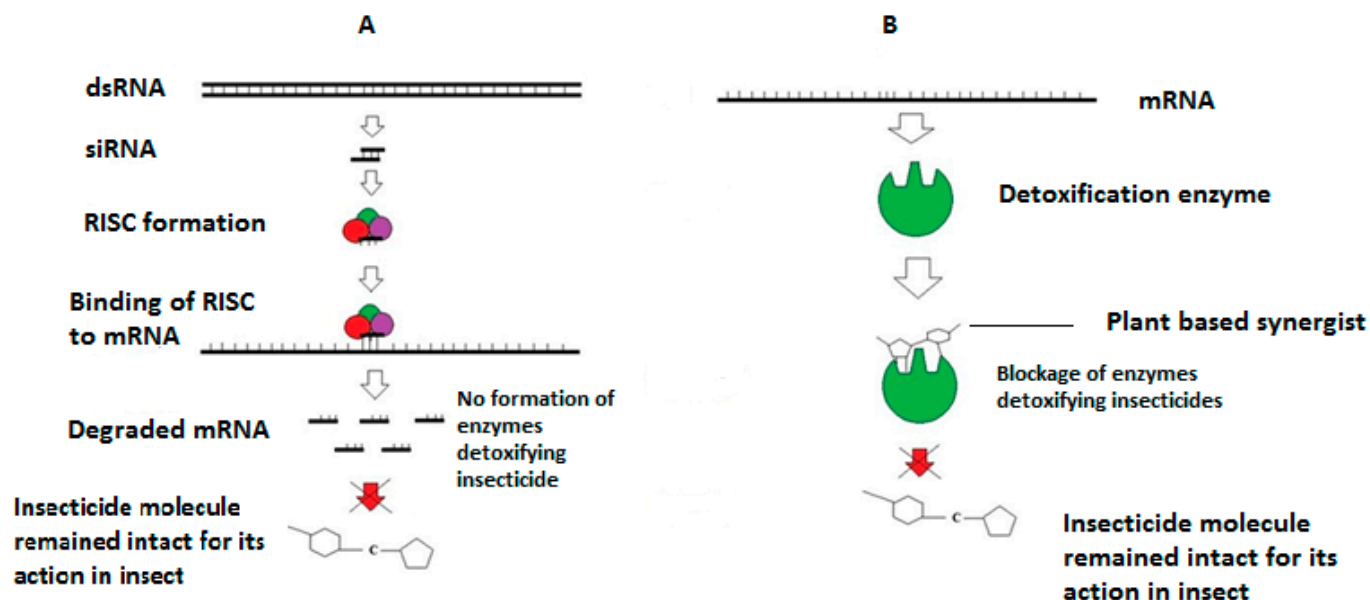 A
dsRNA
siRNA
RISC formation
Binding of RISC
to mRNA
Degraded mRNA
No formation of
enzymes
detoxifying
insecticide
Insecticide molecule
remained intact for its
action in insect
C
B
mRNA
Detoxification enzyme
Plant based synergist
Blockage of enzymes
detoxifying insecticides
C
Insecticide molecule
remained intact for its
action in insect